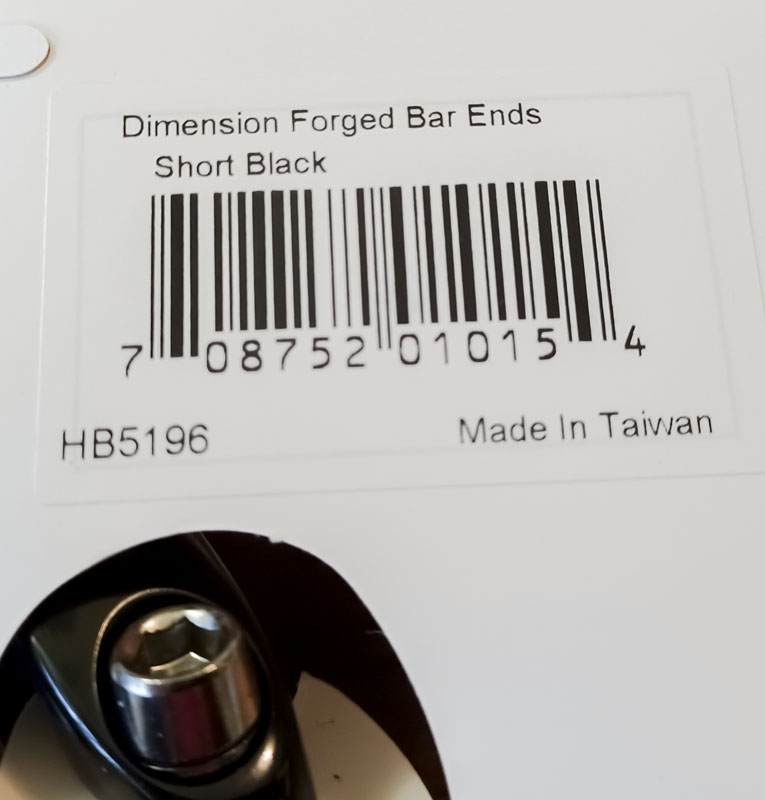 Dimension Forged Bar Ends
Short Black
7 08752 01015 4
HB5196 Made In Taiwan